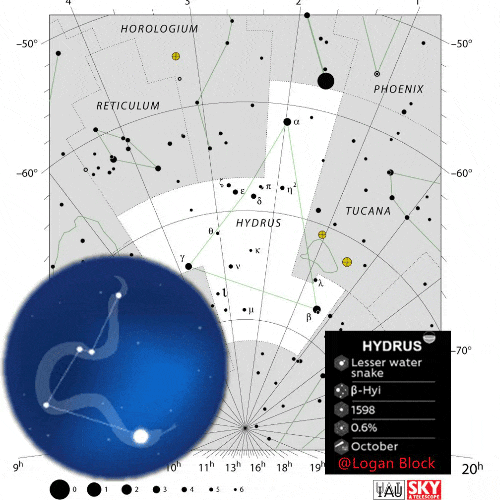 4
3
2
1
HOROLOGIUM
HYDRUS
PHOENIX
RETICULUM
TUCANA
HYDRUS
−50°
−50°
−60°
−60°
−70°
α
ε
δ
π
η²
θ
κ
γ
ν
ι
μ
λ
β
9ʰ
10ʰ
11ʰ
13ʰ
16ʰ
18ʰ
19ʰ
20ʰ
0
1
2
3
4
5
6
IAU
SKY
& TELESCOPE
HYDRUS
Lesser water
snake
β-Hyi
1598
0.6%
October
@Logan Block